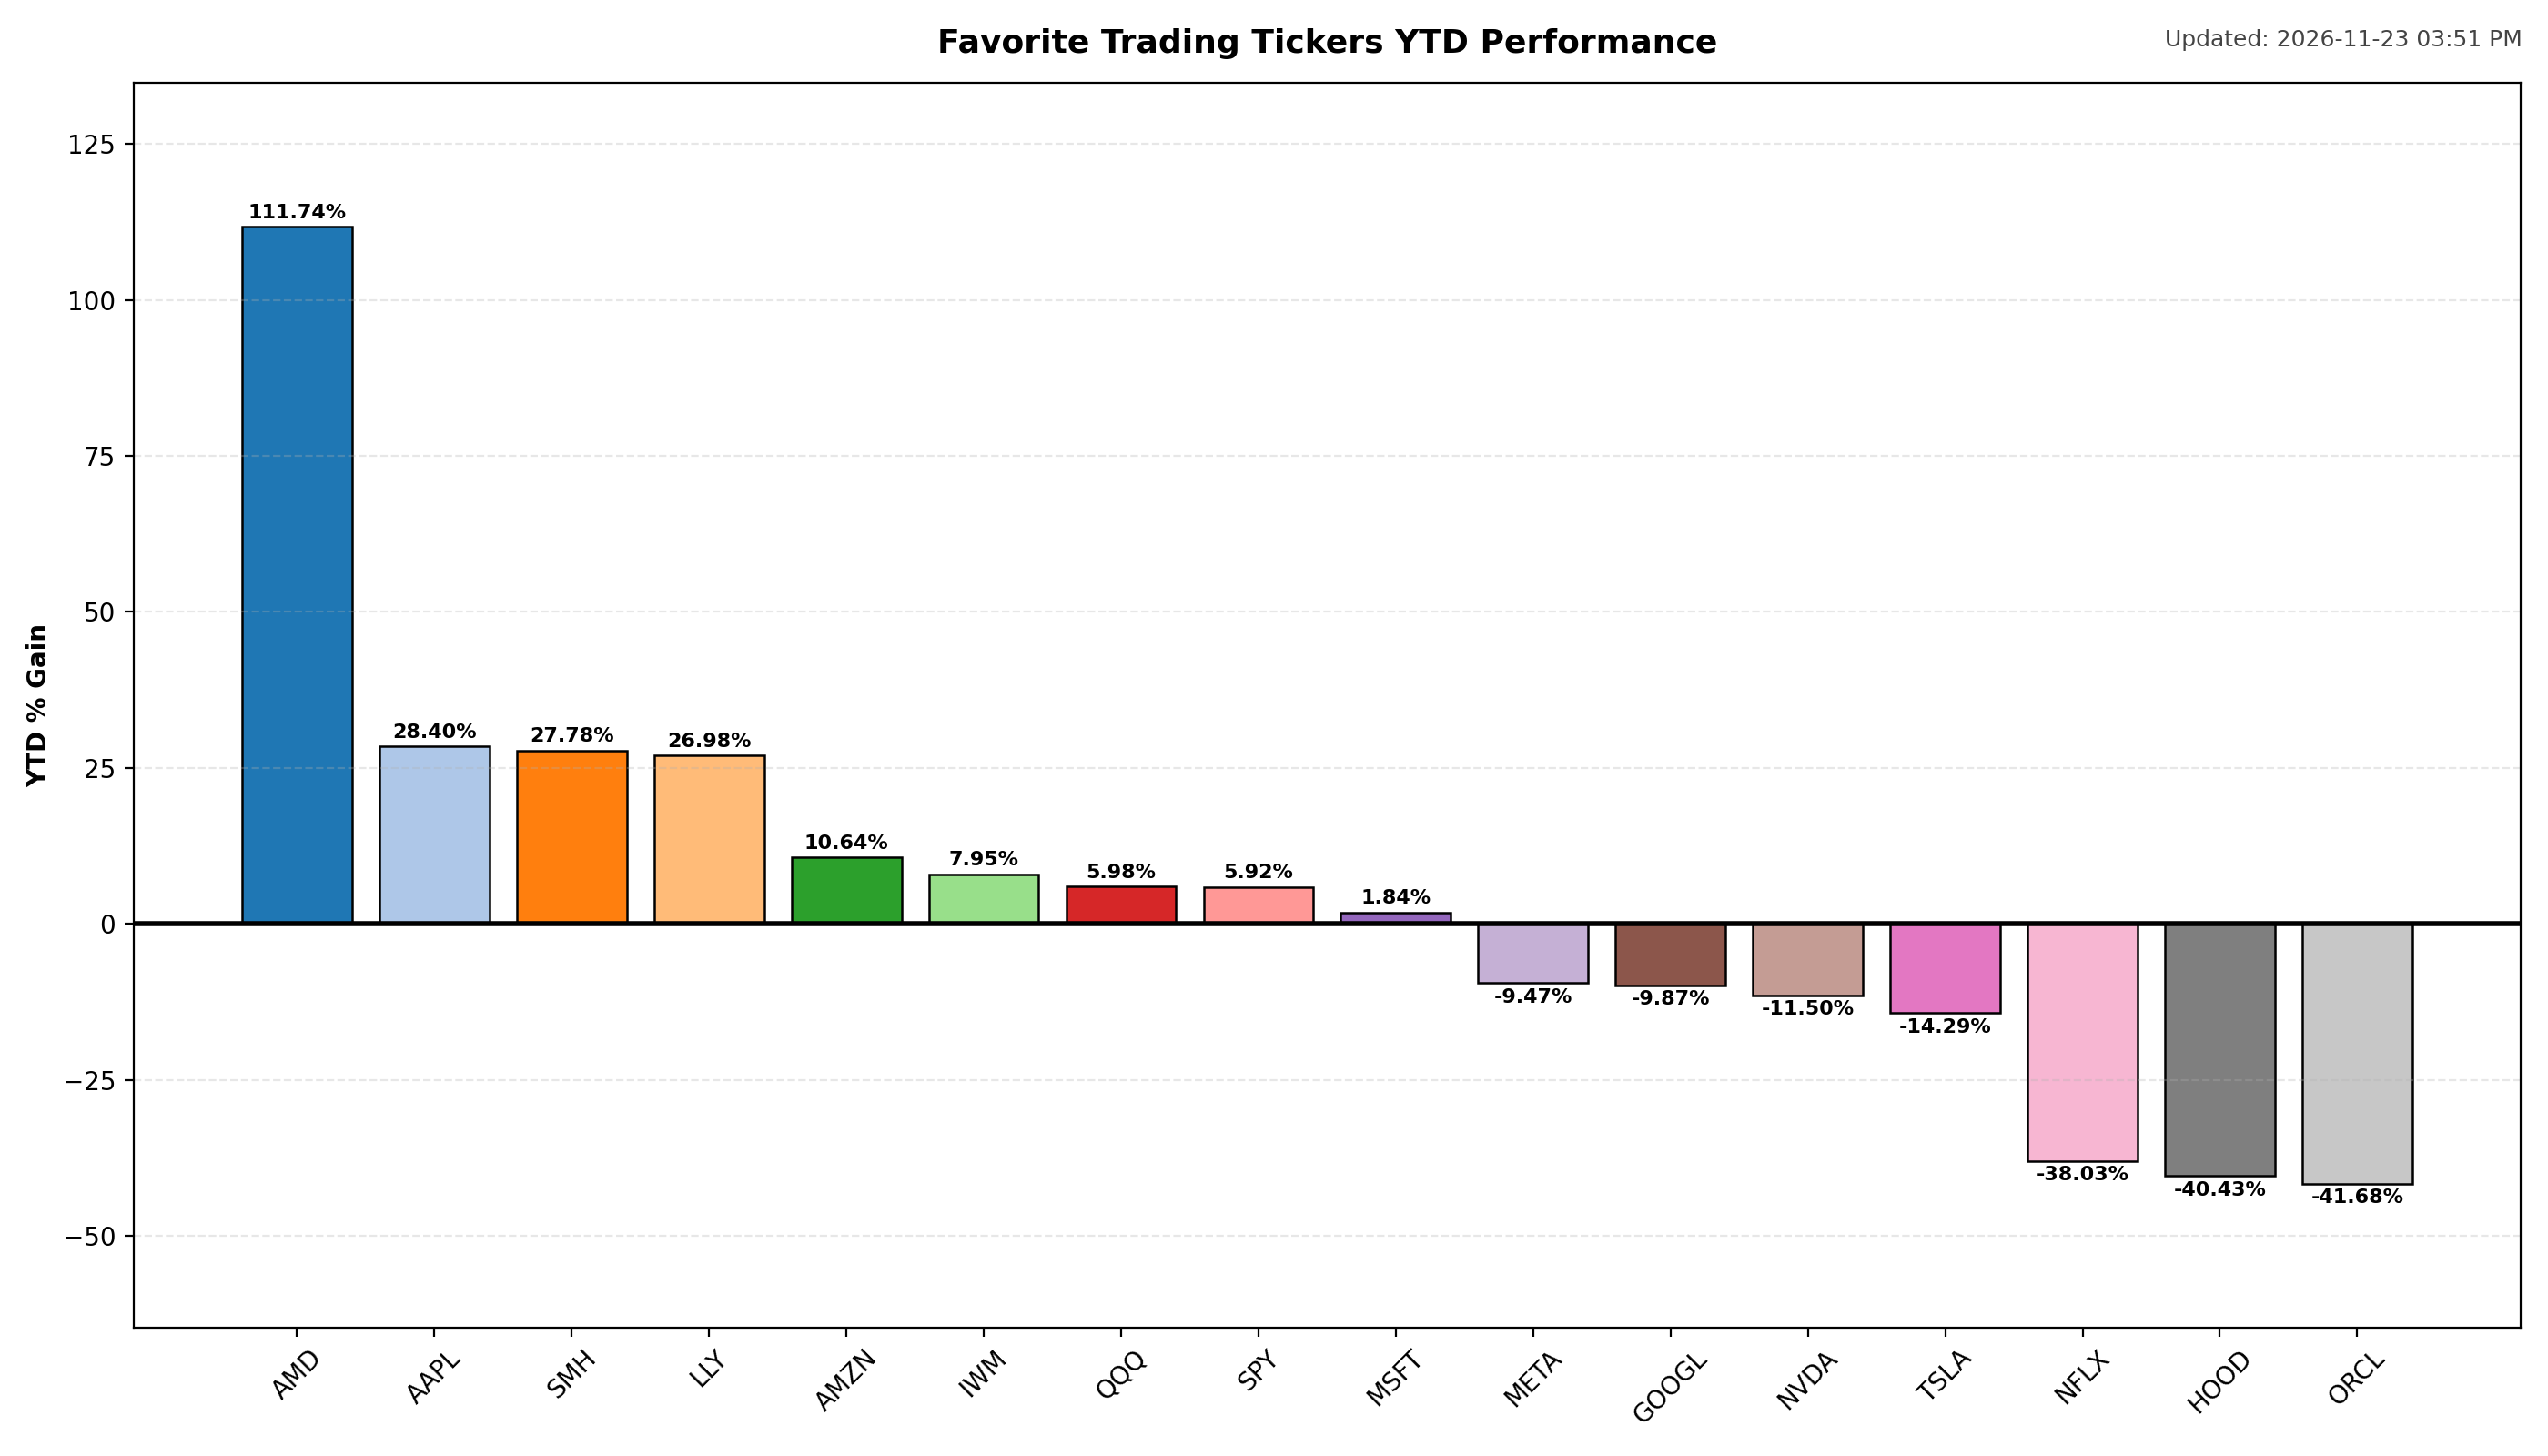 Favorite Trading Tickers YTD Performance
Updated: 2026-11-23 03:51 PM
YTD % Gain
125
100
75
50
25
0
−25
−50
111.74%
28.40%
27.78%
26.98%
10.64%
7.95%
5.98%
5.92%
1.84%
-9.47%
-9.87%
-11.50%
-14.29%
-38.03%
-40.43%
-41.68%
AMD
AAPL
SMH
LLY
AMZN
IWM
QQQ
SPY
MSFT
META
GOOGL
NVDA
TSLA
NFLX
HOOD
ORCL